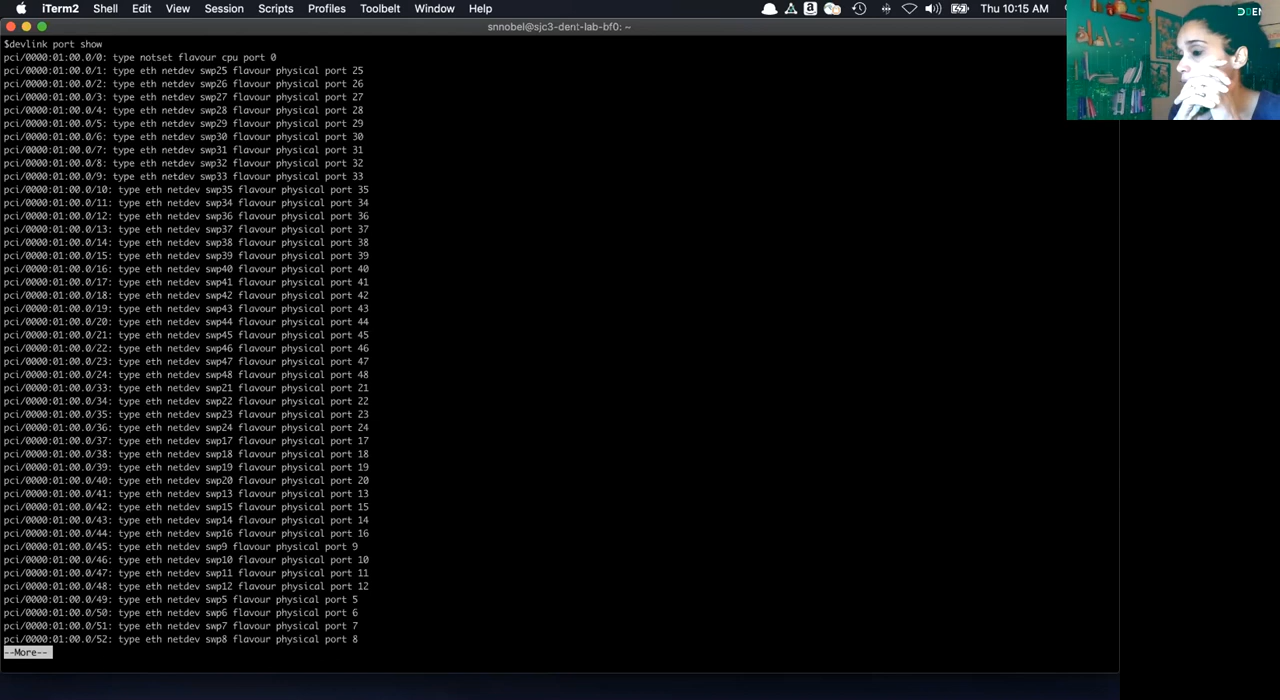 iTerm2 Shell Edit View Session Scripts Profiles Toolbelt Window Help Thu 10:15 AM
snnobel@sjc3-dent-lab-bf0: ~
$devlink port show
pci/0000:01:00.0/0: type notset flavour cpu port 0
pci/0000:01:00.0/1: type eth netdev swp25 flavour physical port 25
pci/0000:01:00.0/2: type eth netdev swp26 flavour physical port 26
pci/0000:01:00.0/3: type eth netdev swp27 flavour physical port 27
pci/0000:01:00.0/4: type eth netdev swp28 flavour physical port 28
pci/0000:01:00.0/5: type eth netdev swp29 flavour physical port 29
pci/0000:01:00.0/6: type eth netdev swp30 flavour physical port 30
pci/0000:01:00.0/7: type eth netdev swp31 flavour physical port 31
pci/0000:01:00.0/8: type eth netdev swp32 flavour physical port 32
pci/0000:01:00.0/9: type eth netdev swp33 flavour physical port 33
pci/0000:01:00.0/10: type eth netdev swp35 flavour physical port 35
pci/0000:01:00.0/11: type eth netdev swp34 flavour physical port 34
pci/0000:01:00.0/12: type eth netdev swp36 flavour physical port 36
pci/0000:01:00.0/13: type eth netdev swp37 flavour physical port 37
pci/0000:01:00.0/14: type eth netdev swp38 flavour physical port 38
pci/0000:01:00.0/15: type eth netdev swp39 flavour physical port 39
pci/0000:01:00.0/16: type eth netdev swp40 flavour physical port 40
pci/0000:01:00.0/17: type eth netdev swp41 flavour physical port 41
pci/0000:01:00.0/18: type eth netdev swp42 flavour physical port 42
pci/0000:01:00.0/19: type eth netdev swp43 flavour physical port 43
pci/0000:01:00.0/20: type eth netdev swp44 flavour physical port 44
pci/0000:01:00.0/21: type eth netdev swp45 flavour physical port 45
pci/0000:01:00.0/22: type eth netdev swp46 flavour physical port 46
pci/0000:01:00.0/23: type eth netdev swp47 flavour physical port 47
pci/0000:01:00.0/24: type eth netdev swp48 flavour physical port 48
pci/0000:01:00.0/33: type eth netdev swp21 flavour physical port 21
pci/0000:01:00.0/34: type eth netdev swp22 flavour physical port 22
pci/0000:01:00.0/35: type eth netdev swp23 flavour physical port 23
pci/0000:01:00.0/36: type eth netdev swp24 flavour physical port 24
pci/0000:01:00.0/37: type eth netdev swp17 flavour physical port 17
pci/0000:01:00.0/38: type eth netdev swp18 flavour physical port 18
pci/0000:01:00.0/39: type eth netdev swp19 flavour physical port 19
pci/0000:01:00.0/40: type eth netdev swp20 flavour physical port 20
pci/0000:01:00.0/41: type eth netdev swp13 flavour physical port 13
pci/0000:01:00.0/42: type eth netdev swp15 flavour physical port 15
pci/0000:01:00.0/43: type eth netdev swp14 flavour physical port 14
pci/0000:01:00.0/44: type eth netdev swp16 flavour physical port 16
pci/0000:01:00.0/45: type eth netdev swp9 flavour physical port 9
pci/0000:01:00.0/46: type eth netdev swp10 flavour physical port 10
pci/0000:01:00.0/47: type eth netdev swp11 flavour physical port 11
pci/0000:01:00.0/48: type eth netdev swp12 flavour physical port 12
pci/0000:01:00.0/49: type eth netdev swp5 flavour physical port 5
pci/0000:01:00.0/50: type eth netdev swp6 flavour physical port 6
pci/0000:01:00.0/51: type eth netdev swp7 flavour physical port 7
pci/0000:01:00.0/52: type eth netdev swp8 flavour physical port 8
--More--